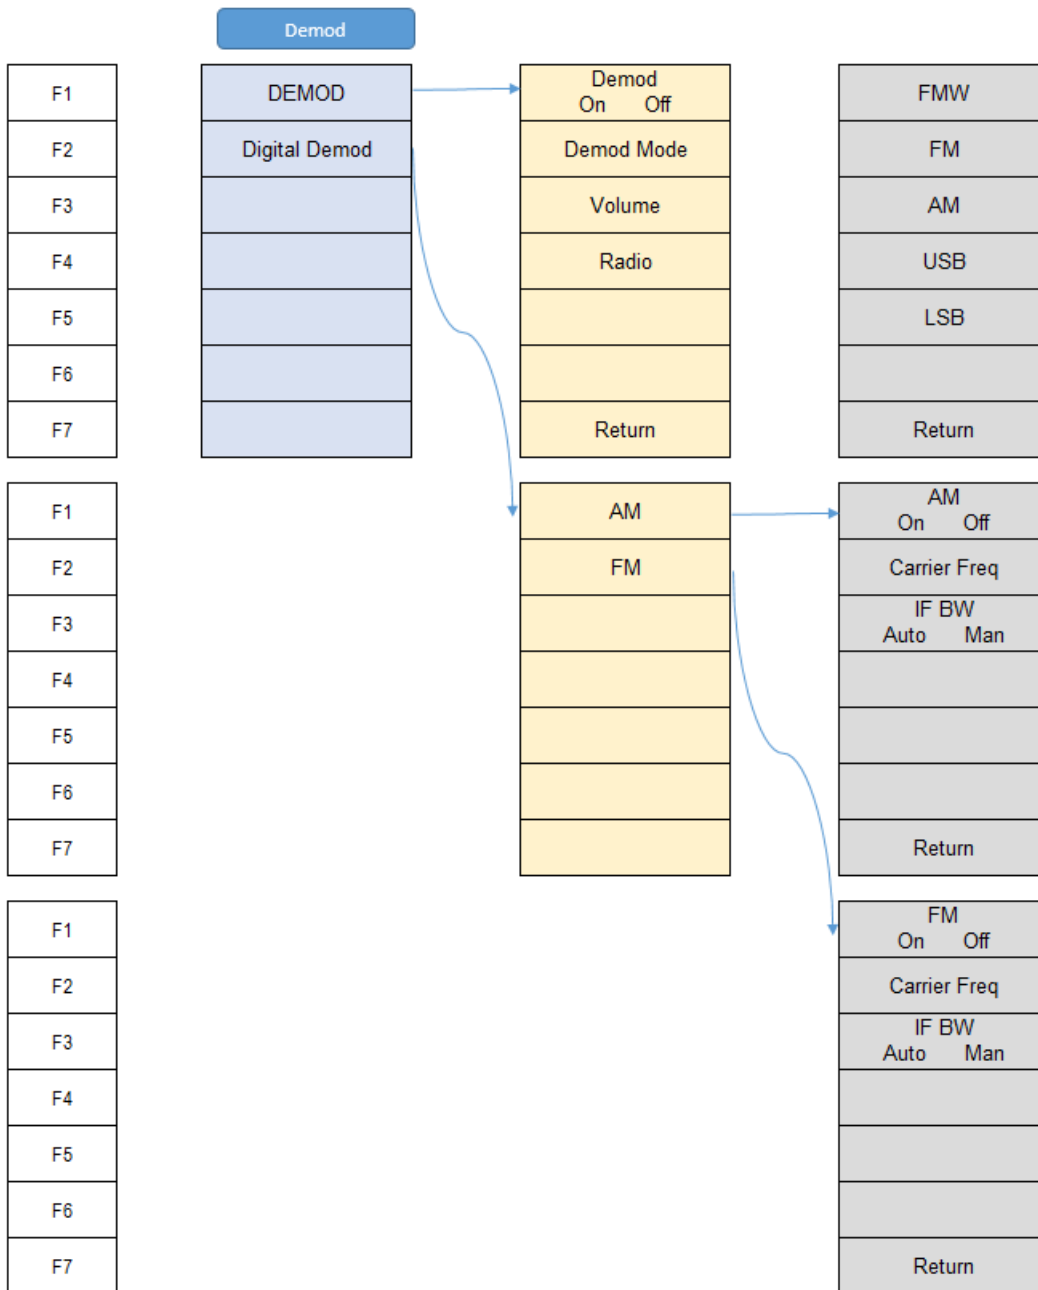 Demod
F1 DEMOD Demod FMW
On Off
F2 Digital Demod Demod Mode FM
F3 Volume AM
F4 Radio USB
F5 LSB
F6
F7 Return Return
F1 AM AM
On Off
F2 FM Carrier Freq
F3 IF BW
Auto Man
F4
F5
F6
F7 Return
F1 FM
On Off
F2 Carrier Freq
F3 IF BW
Auto Man
F4
F5
F6
F7 Return